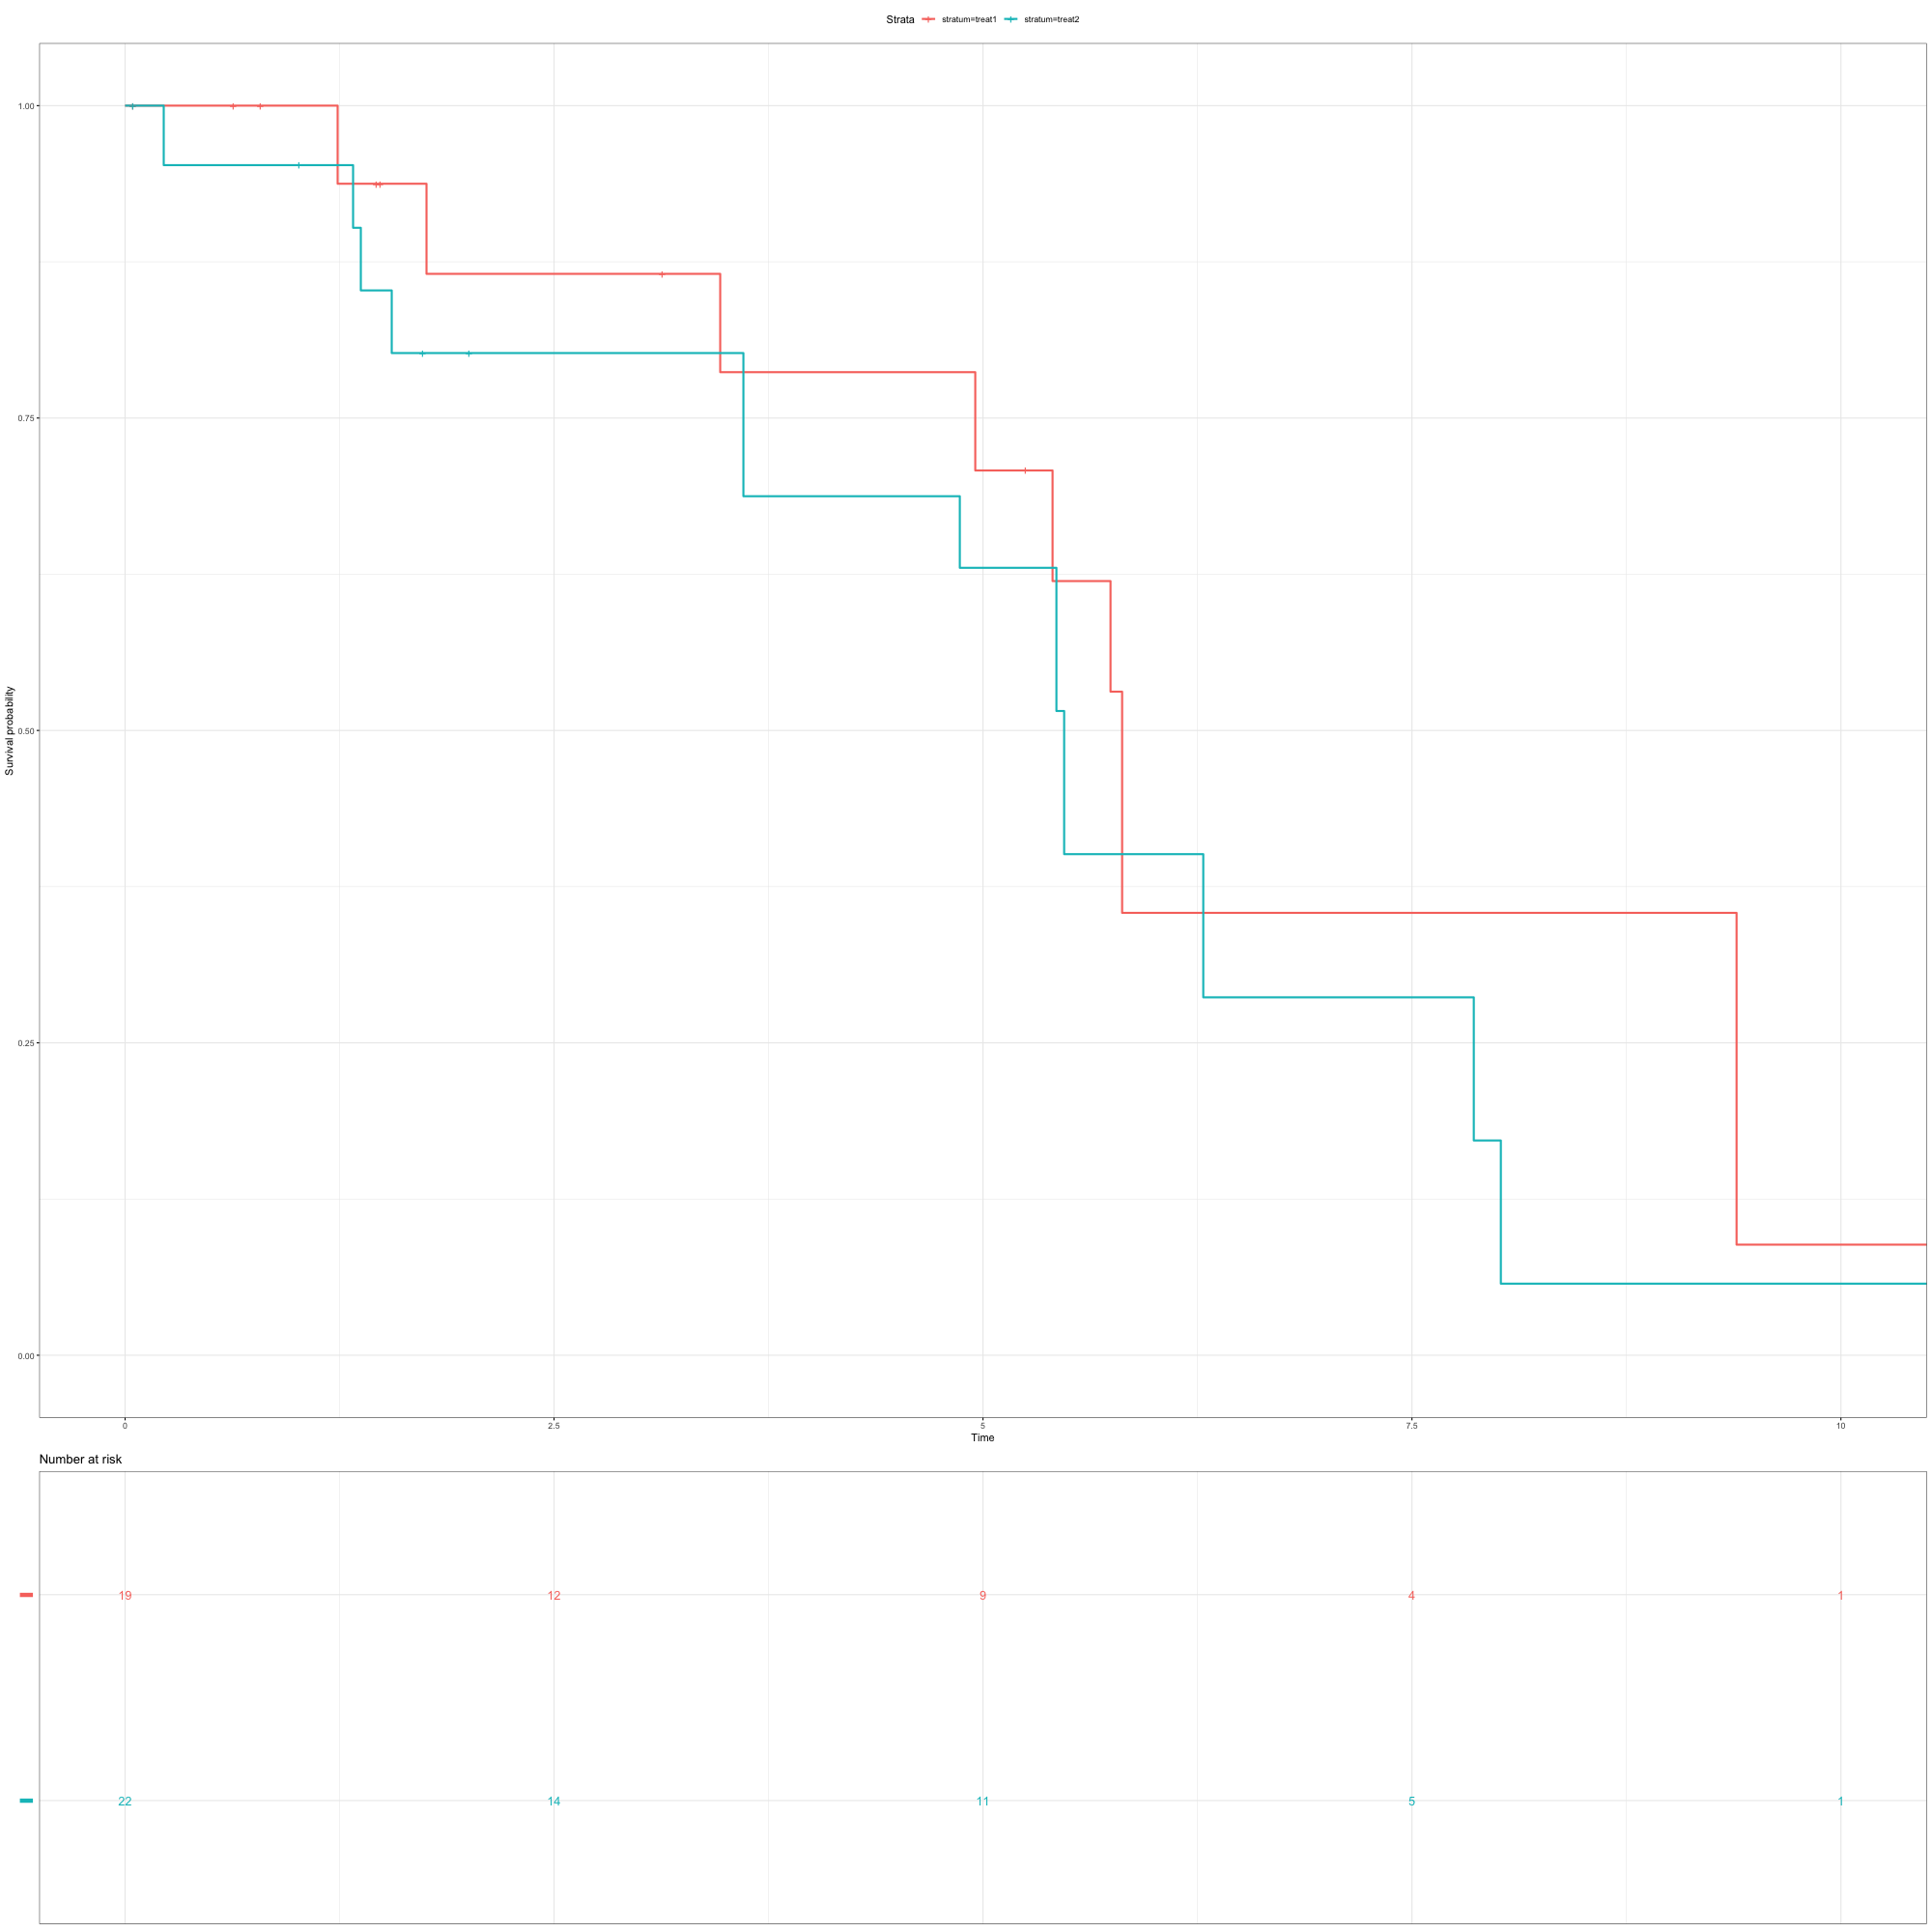 Strata stratum=treat1 stratum=treat2
1.00
0.75
0.50
0.25
0.00
Survival probability
0 2.5 5 7.5 10
Time
Number at risk
19 12 9 4 1
22 14 11 5 1